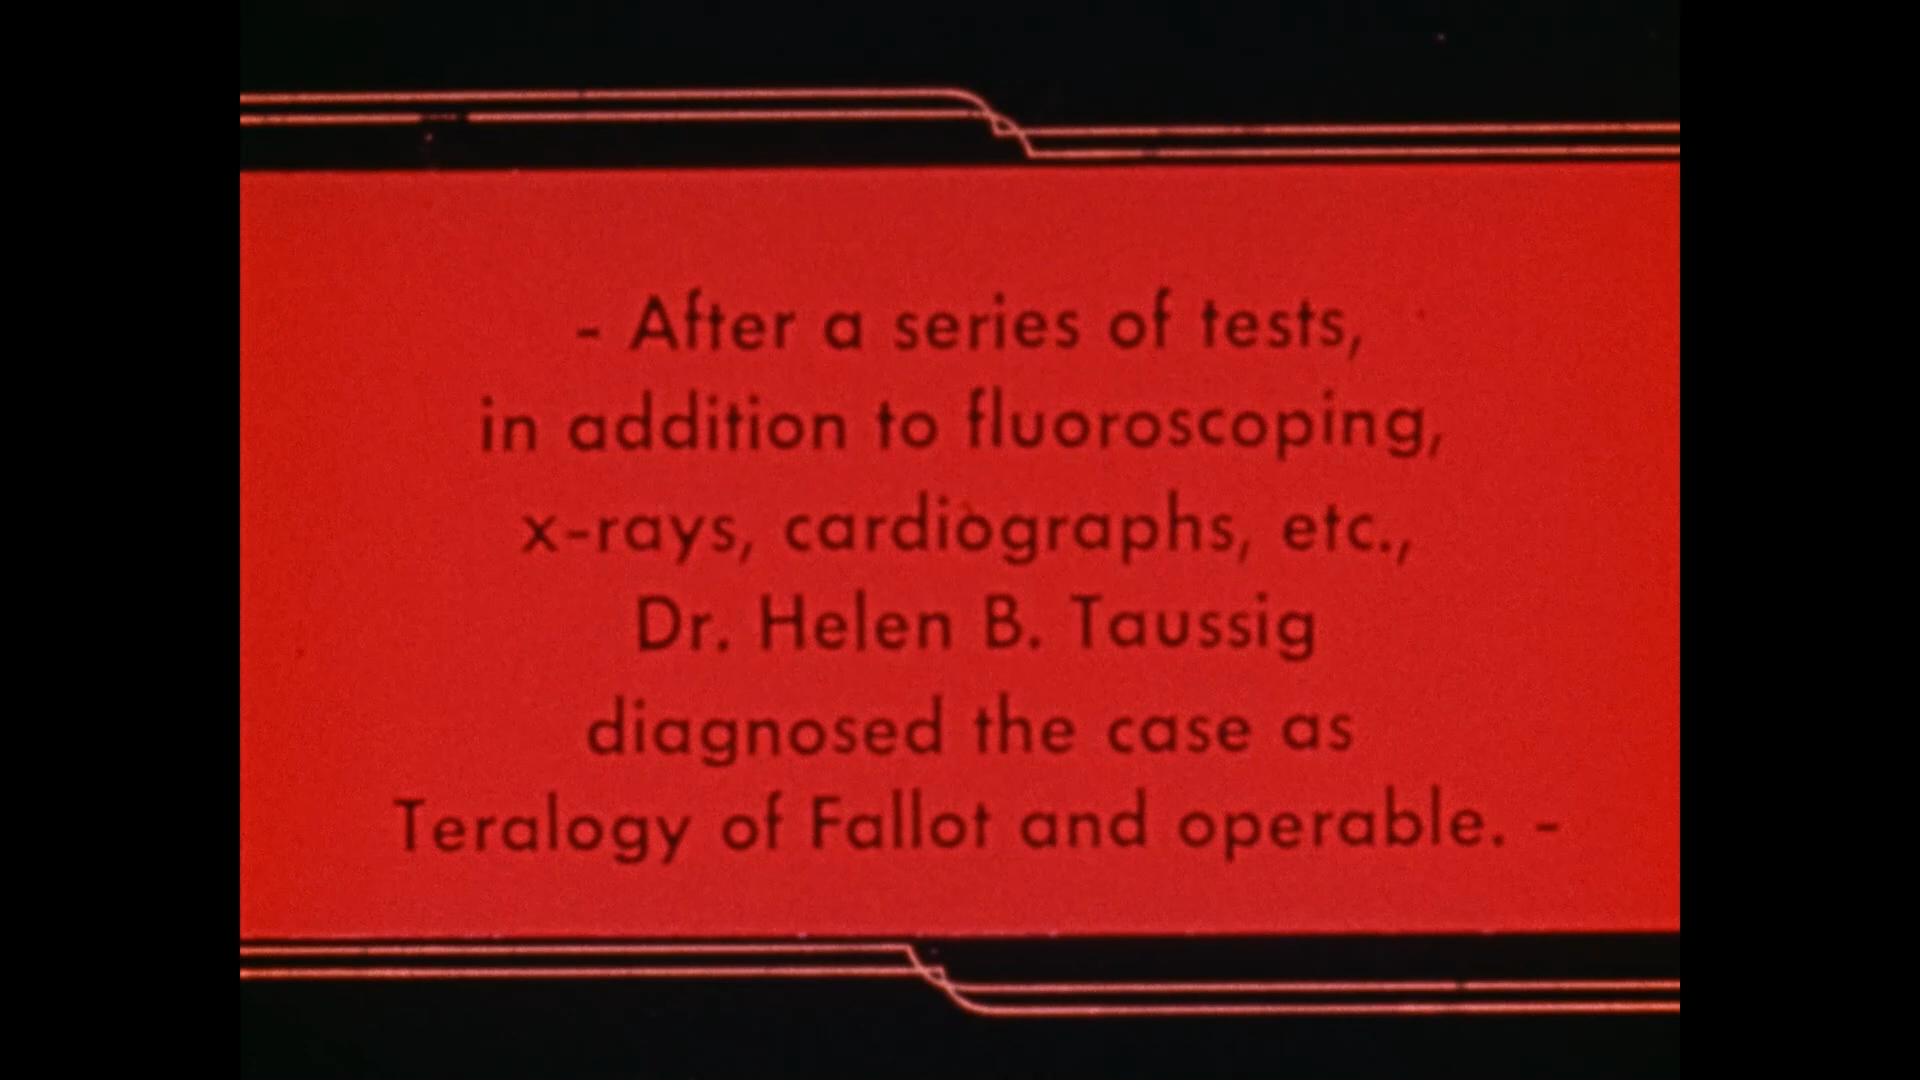 - After a series of tests,
in addition to fluoroscoping,
x-rays, cardiographs, etc.,
Dr. Helen B. Taussig
diagnosed the case as
Teralogy of Fallot and operable. -